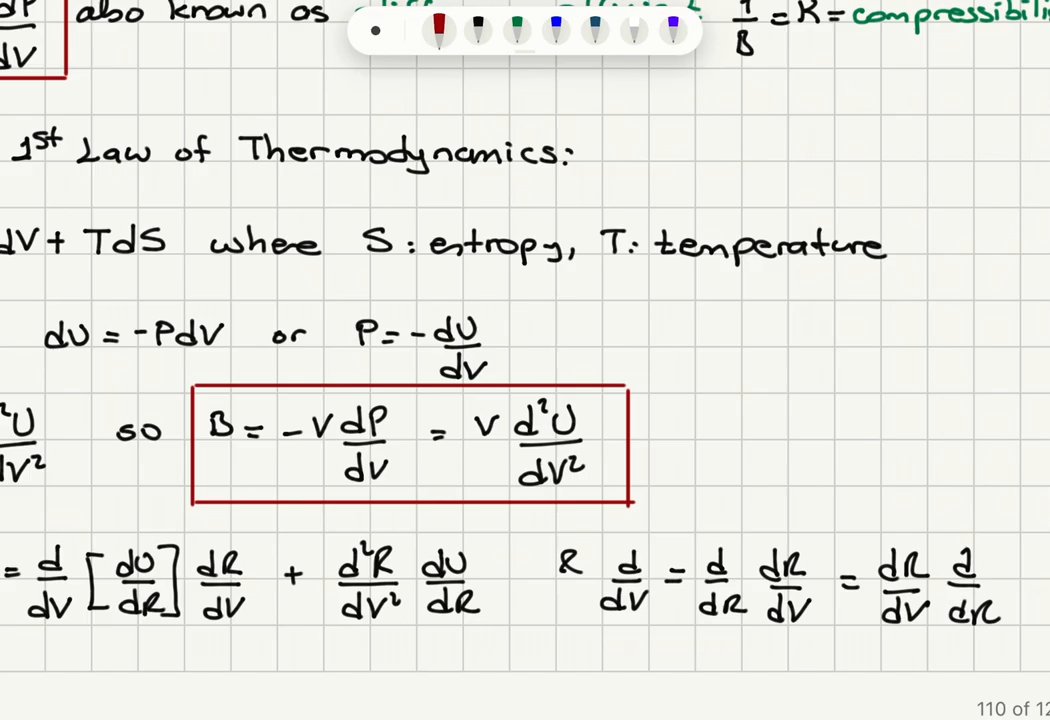 dP/dV also known as 1/B = K = compressibili
1st Law of Thermodynamics:
dV + TdS where S: entropy, T: temperature
dU = -PdV or P = -dU/dV
²U/dV² so B = -V dP/dV = V d²U/dV²
= d/dV [dU/dR] dR/dV + d²R/dV² dU/dR & d/dV = d/dR dR/dV = dR/dV d/dR
110 of 12